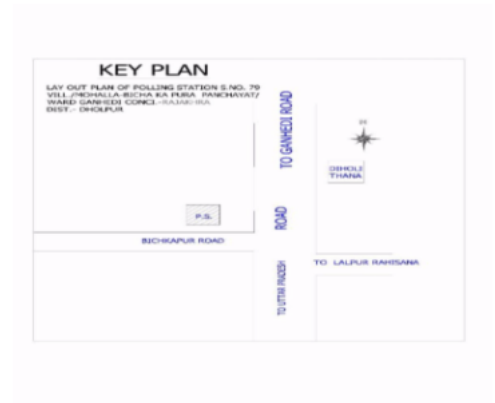 KEY PLAN
LAY OUT PLAN OF POLLING STATION S.NO. 79
VILL./MOHALLA-BICHA KA PURA PANCHAYAT/
WARD GANHEDI CONCI.-RAJAKHRA
DIST.- DHOLPUR
TO GANHEDI ROAD
N
DIHOLI
THANA
P.S.
ROAD
BICHKAPUR ROAD
TO LALPUR RAHISANA
TO UTTAR PRADESH